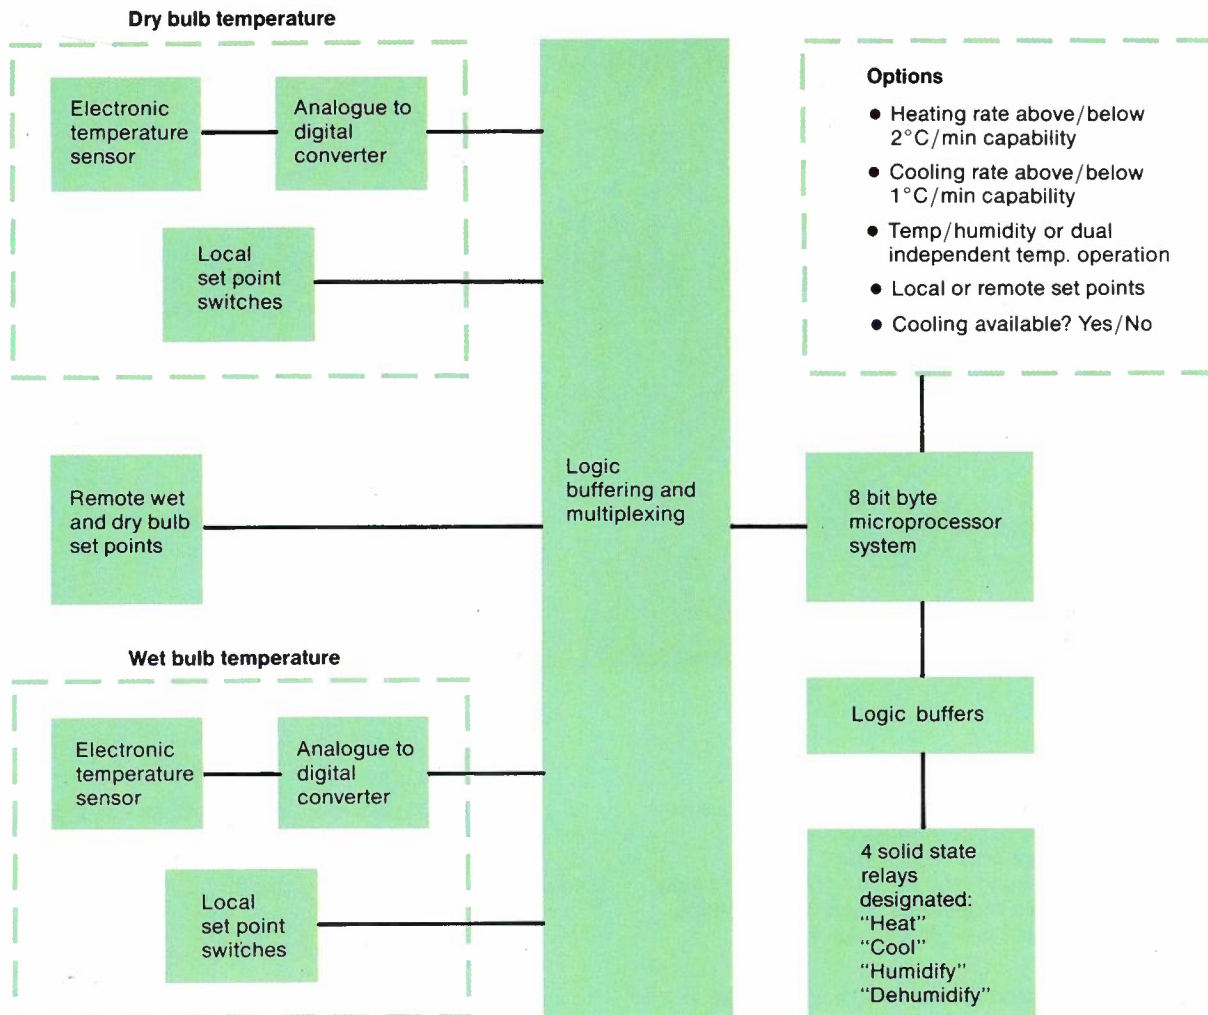 Dry bulb temperature
Electronic
temperature
sensor
Analogue to
digital
converter
Local
set point
switches
Remote wet
and dry bulb
set points
Wet bulb temperature
Electronic
temperature
sensor
Analogue to
digital
converter
Local
set point
switches
Logic
buffering and
multiplexing
Options
• Heating rate above/below
2°C/min capability
• Cooling rate above/below
1°C/min capability
• Temp/humidity or dual
independent temp. operation
• Local or remote set points
• Cooling available? Yes/No
8 bit byte
microprocessor
system
Logic buffers
4 solid state
relays
designated:
“Heat”
“Cool”
“Humidify”
“Dehumidify”